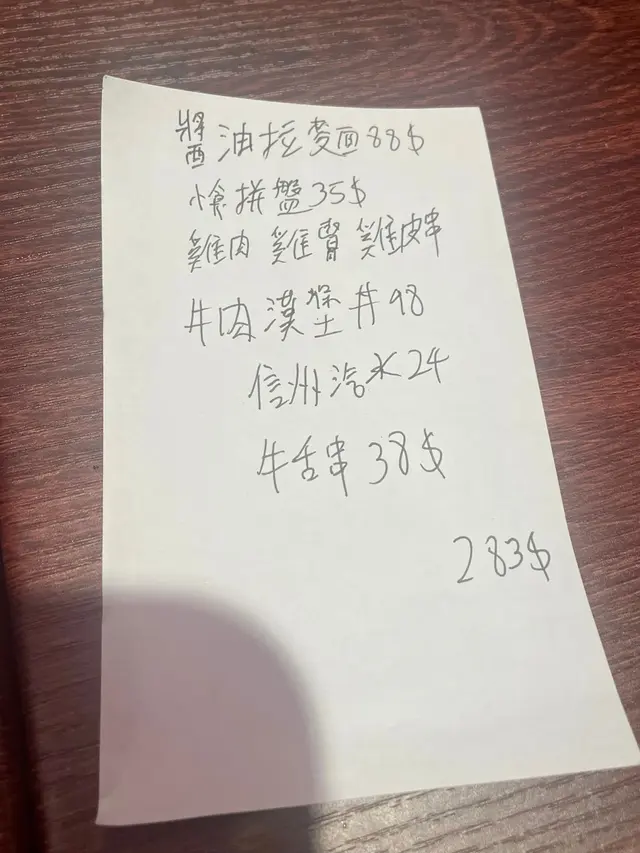 醬油拉麵88$
燴拼盤35$
雞肉 雞腎 雞皮串
牛肉漢堡丼98
信州汽水24
牛舌串38$
283$